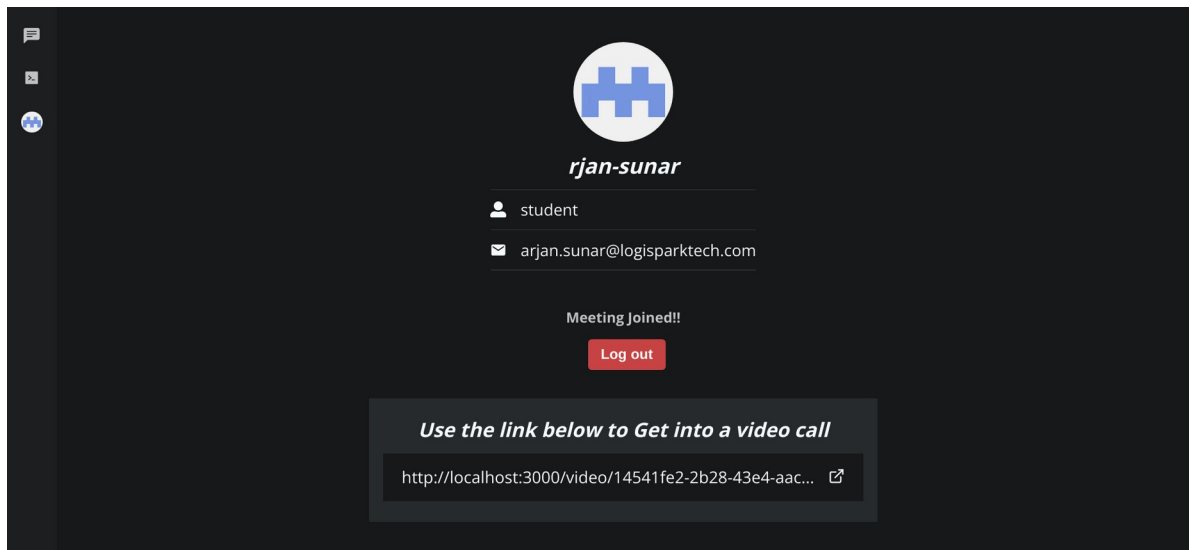 rjan-sunar
student
arjan.sunar@logisparktech.com
Meeting Joined!!
Log out
Use the link below to Get into a video call
http://localhost:3000/video/14541fe2-2b28-43e4-aac...